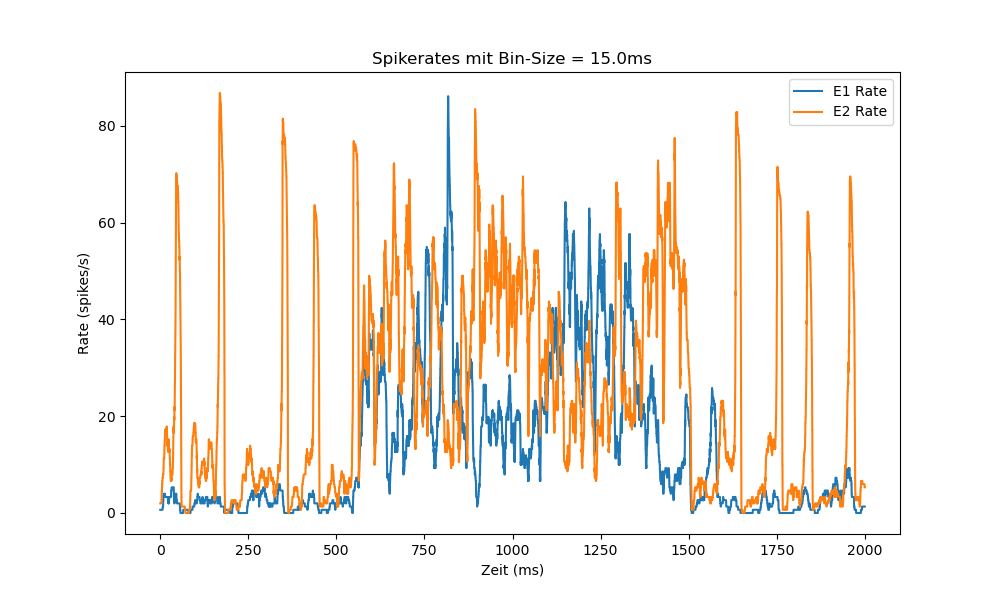 Spikerates mit Bin-Size = 15.0ms
E1 Rate
E2 Rate
80
60
40
20
0
Rate (spikes/s)
0 250 500 750 1000 1250 1500 1750 2000
Zeit (ms)